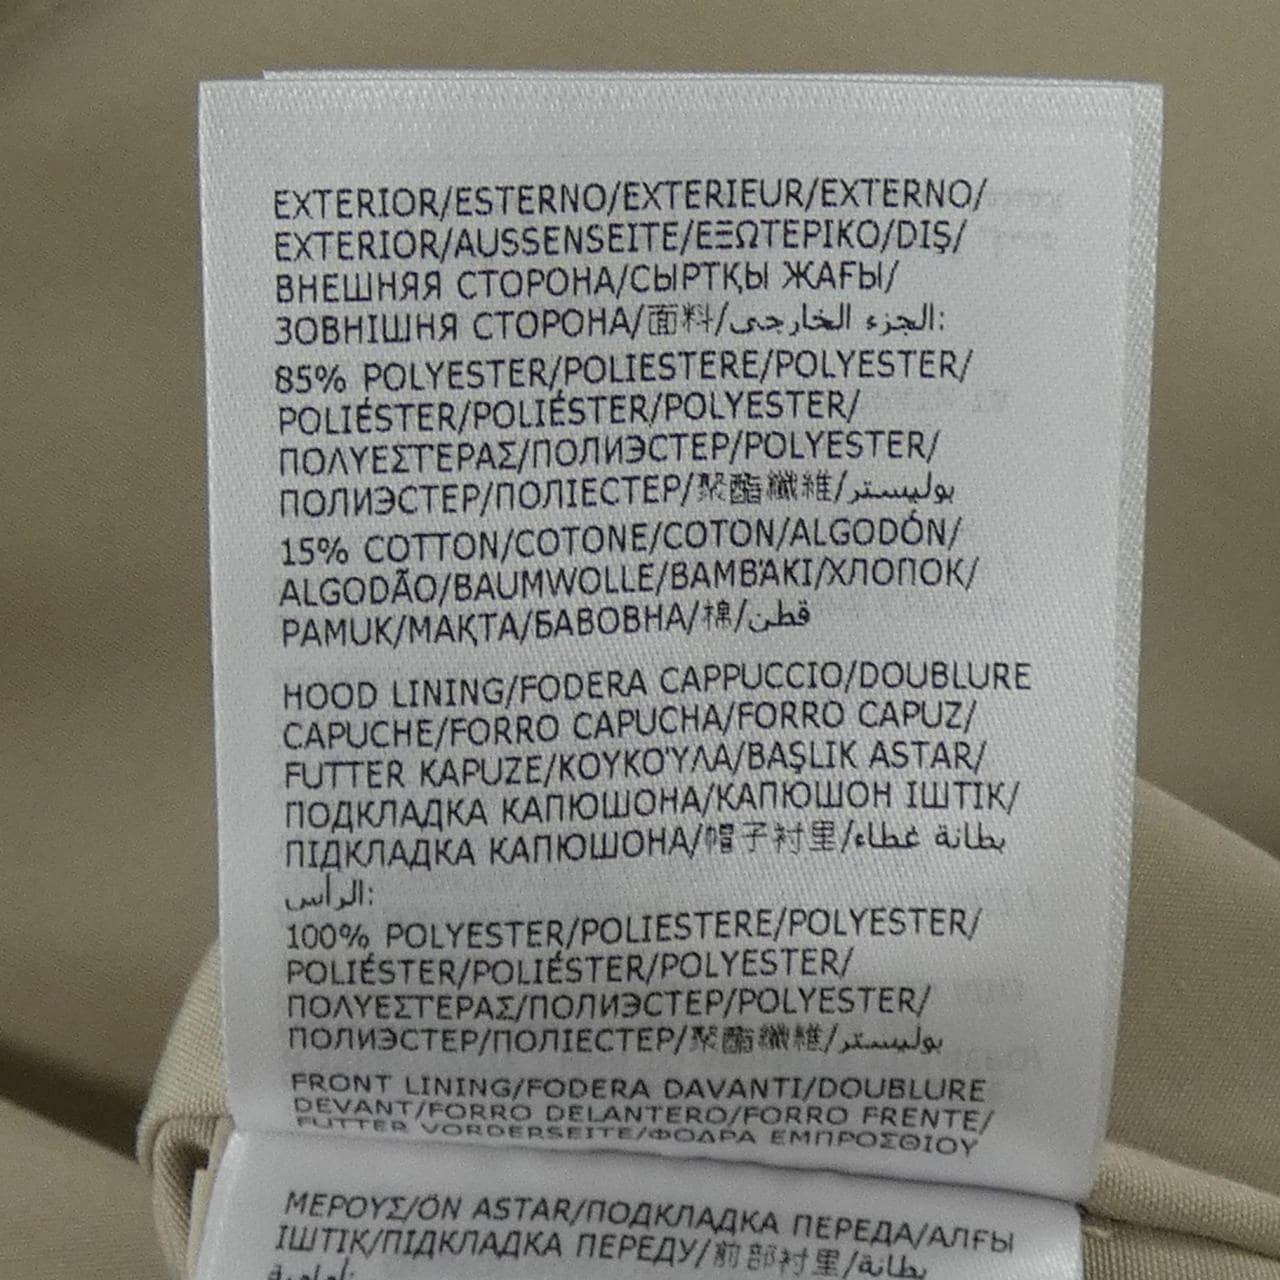 EXTERIOR/ESTERNO/EXTERIEUR/EXTERNO/
EXTERIOR/AUSSENSEITE/ΕΞΩΤΕΡΙΚΟ/DIŞ/
ВНЕШНЯЯ СТОРОНА/СЫРТҚЫ ЖАҒЫ/
ЗОВНІШНЯ СТОРОНА/面料/الجزء الخارجي:
85% POLYESTER/POLIESTERE/POLYESTER/
POLIÉSTER/POLIÉSTER/POLYESTER/
ΠΟΛΥΕΣΤΕΡΑΣ/ПОЛИЭСТЕР/POLYESTER/
ПОЛИЭСТЕР/ПОЛІЕСТЕР/聚酯纖維/بوليستر
15% COTTON/COTONE/COTON/ALGODÓN/
ALGODÃO/BAUMWOLLE/ΒΑΜΒΆΚΙ/ХЛОПОК/
PAMUK/МАҚТА/БАВОВНА/棉/قطن
HOOD LINING/FODERA CAPPUCCIO/DOUBLURE
CAPUCHE/FORRO CAPUCHA/FORRO CAPUZ/
FUTTER KAPUZE/ΚΟΥΚΟΎΛΑ/BAŞLIK ASTAR/
ПОДКЛАДКА КАПЮШОНА/КАПЮШОН ІШТІК/
ПІДКЛАДКА КАПЮШОНА/帽子衬里/بطانة غطاء
الرأس:
100% POLYESTER/POLIESTERE/POLYESTER/
POLIÉSTER/POLIÉSTER/POLYESTER/
ΠΟΛΥΕΣΤΕΡΑΣ/ПОЛИЭСТЕР/POLYESTER/
ПОЛИЭСТЕР/ПОЛІЕСТЕР/聚酯纖維/بوليستر
FRONT LINING/FODERA DAVANTI/DOUBLURE
DEVANT/FORRO DELANTERO/FORRO FRENTE/
FUTTER VORDERSEITE/ΦΟΔΡΑ ΕΜΠΡΟΣΘΙΟΥ
ΜΕΡΟΥΣ/ÖN ASTAR/ПОДКЛАДКА ПЕРЕДА/АЛҒЫ
ІШТІК/ПІДКЛАДКА ПЕРЕДУ/前部衬里/بطانة
أمامية: